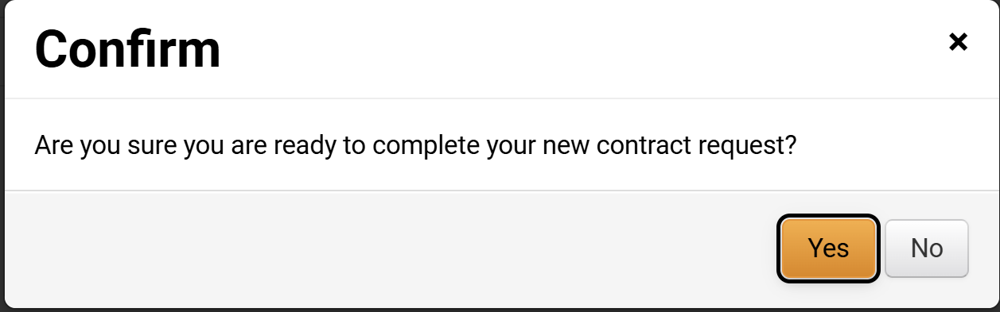 Confirm
×
Are you sure you are ready to complete your new contract request?
Yes
No